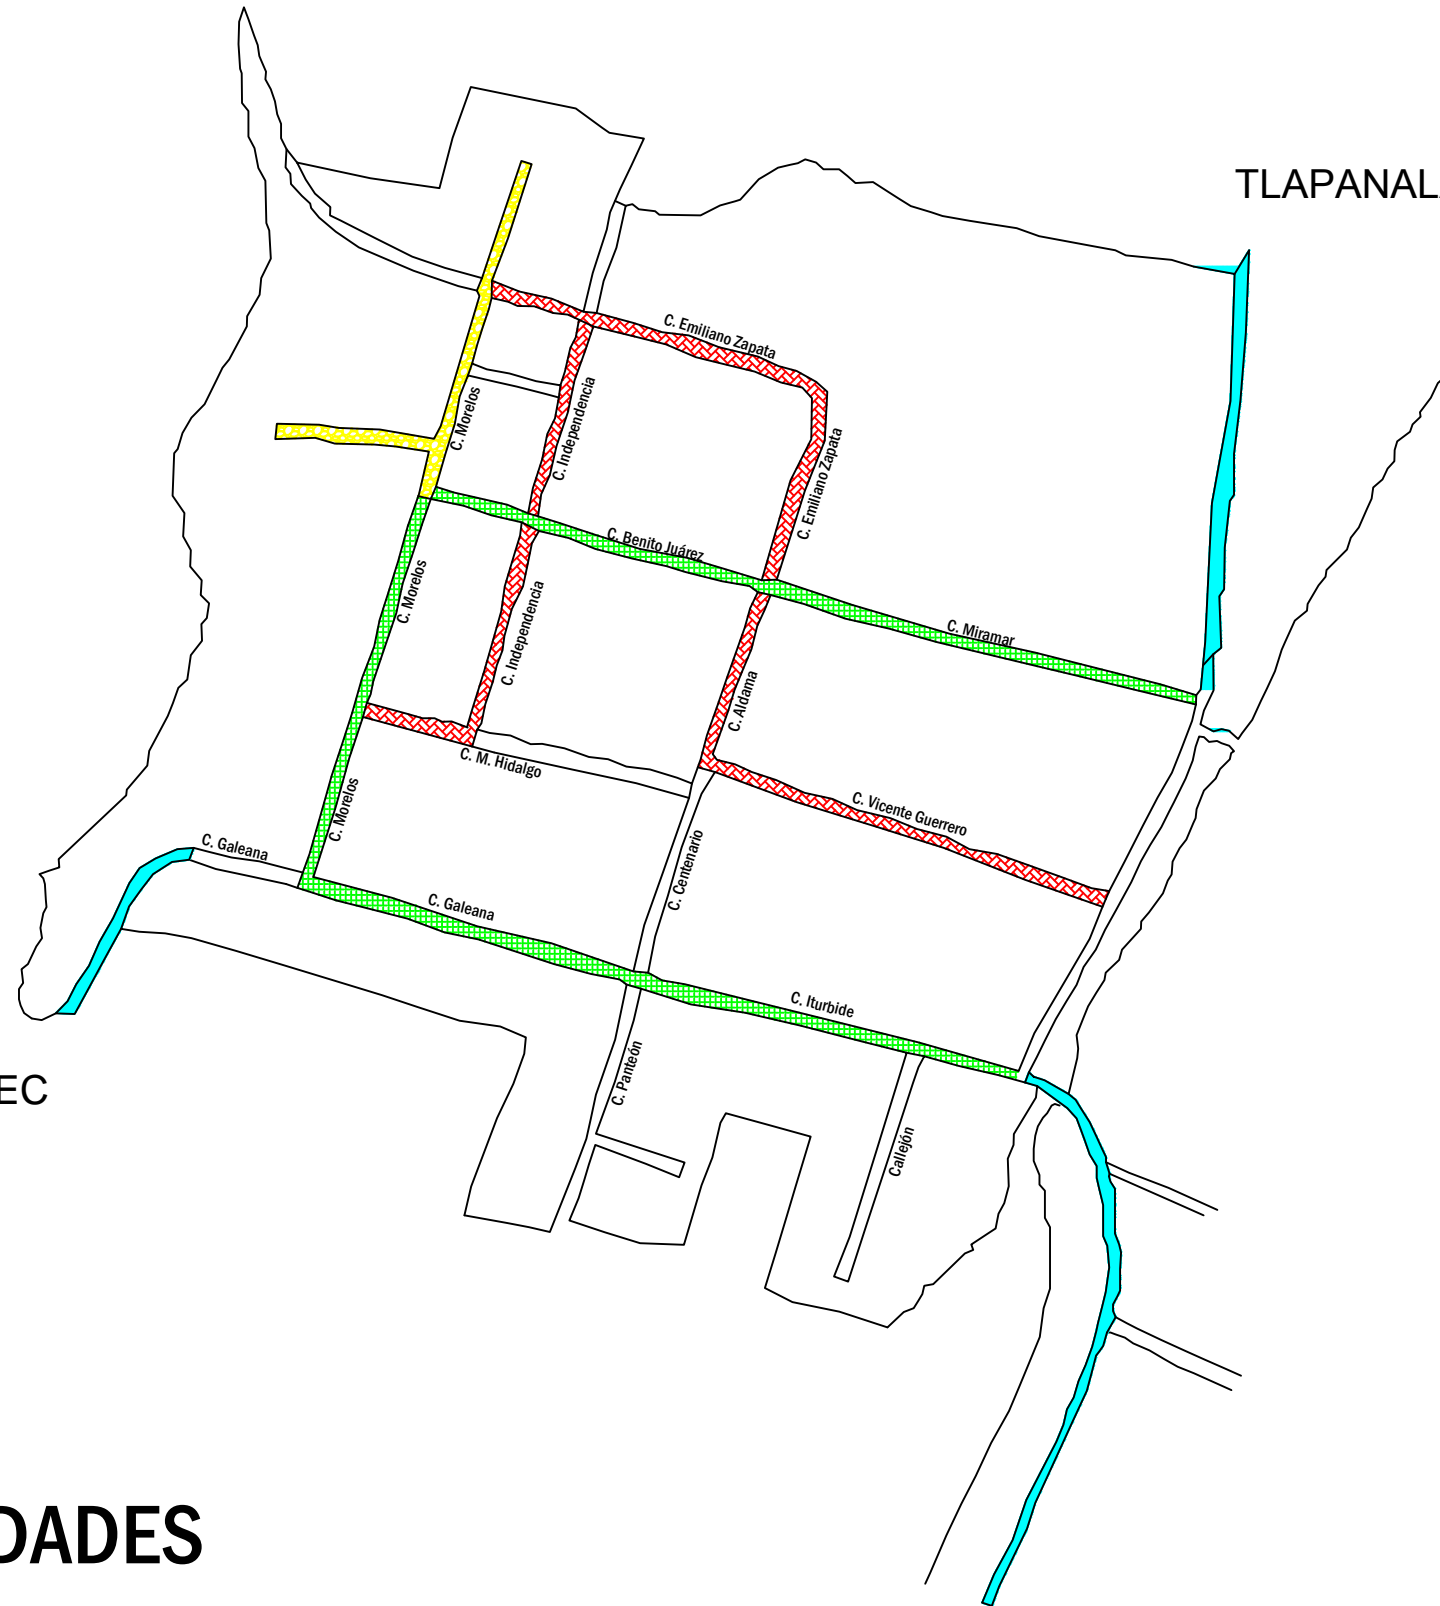 TLAPANAL
C. Emiliano Zapata
C. Morelos
C. Independencia
C. Emiliano Zapata
C. Benito Juárez
C. Morelos
C. Independencia
C. Miramar
C. Aldama
C. M. Hidalgo
C. Morelos
C. Vicente Guerrero
C. Galeana
C. Centenario
C. Galeana
C. Iturbide
C. Panteón
EC
Callejón
DADES